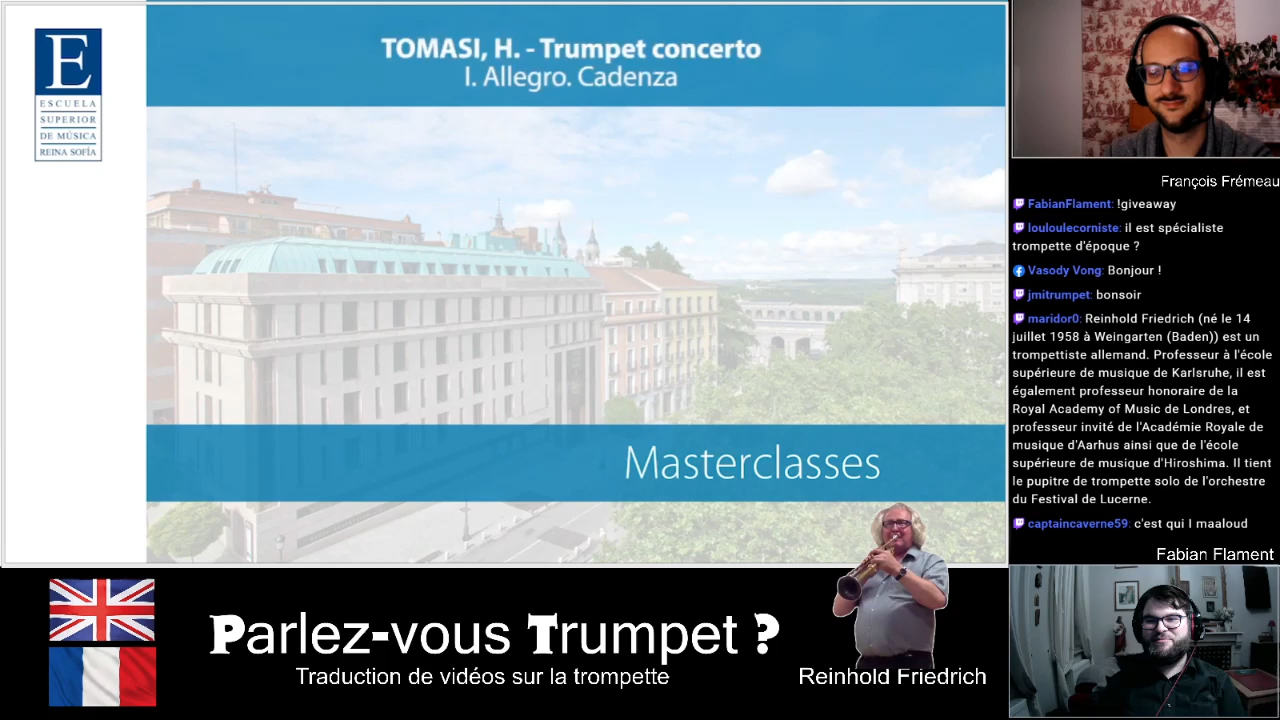 E
ESCUELA
SUPERIOR
DE MÚSICA
REINA SOFÍA
TOMASI, H. - Trumpet concerto
I. Allegro. Cadenza
Masterclasses
François Frémeau
FabianFlament: !giveaway
louloulecorniste: il est spécialiste
trompette d'époque ?
Vasody Vong: Bonjour !
jmitrumpet: bonsoir
maridor0: Reinhold Friedrich (né le 14
juillet 1958 à Weingarten (Baden)) est un
trompettiste allemand. Professeur à l'école
supérieure de musique de Karlsruhe, il est
également professeur honoraire de la
Royal Academy of Music de Londres, et
professeur invité de l'Académie Royale de
musique d'Aarhus ainsi que de l'école
supérieure de musique d'Hiroshima. Il tient
le pupitre de trompette solo de l'orchestre
du Festival de Lucerne.
captaincaverne59: c'est qui I maaloud
Fabian Flament
Parlez-vous Trumpet ?
Traduction de vidéos sur la trompette
Reinhold Friedrich